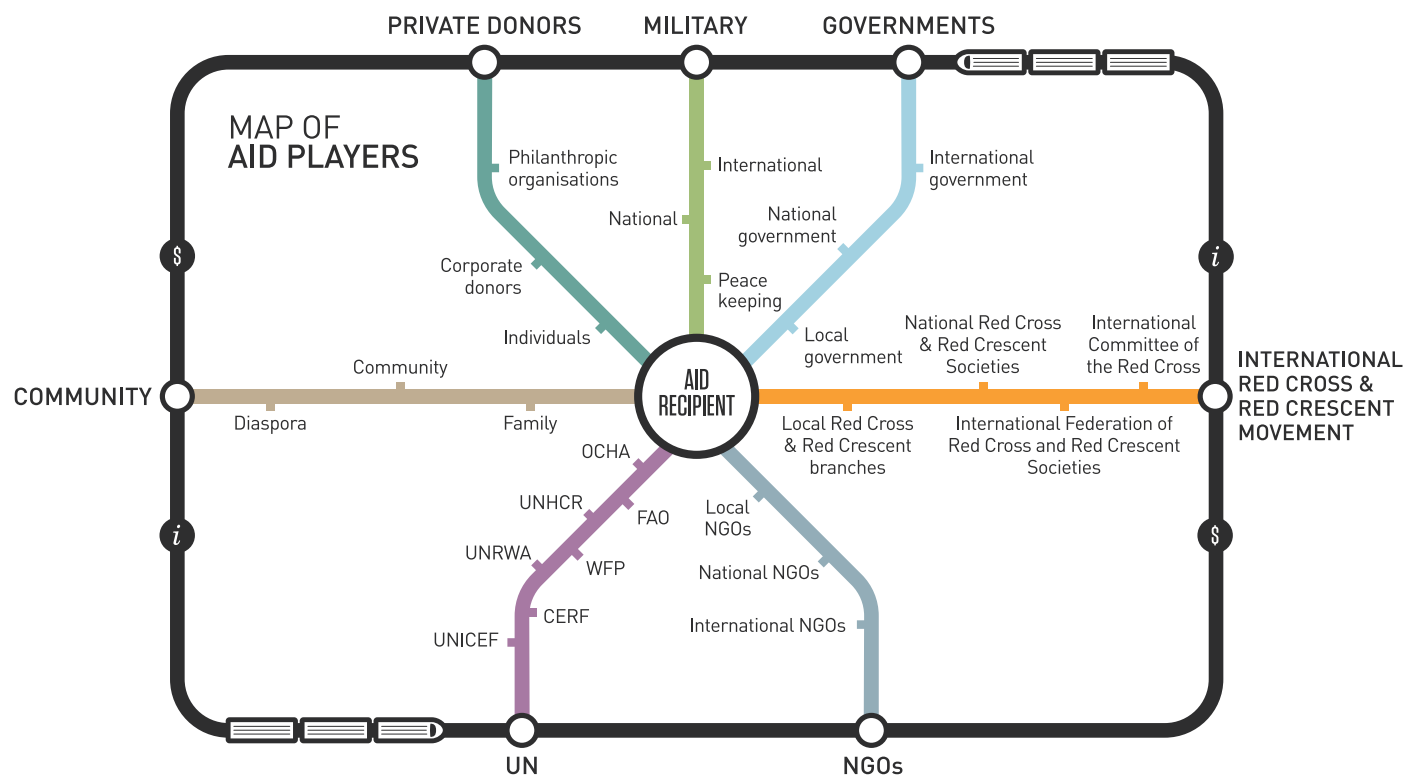 PRIVATE DONORS
MILITARY
GOVERNMENTS
MAP OF
AID PLAYERS
Philanthropic
organisations
Corporate
donors
Individuals
International
National
Peace
keeping
International
government
National
government
Local
government
$
i
COMMUNITY
Community
Diaspora
Family
AID
RECIPIENT
National Red Cross
& Red Crescent
Societies
International
Committee of
the Red Cross
Local Red Cross
& Red Crescent
branches
International Federation of
Red Cross and Red Crescent
Societies
INTERNATIONAL
RED CROSS &
RED CRESCENT
MOVEMENT
OCHA
UNHCR
FAO
UNRWA
WFP
CERF
UNICEF
Local
NGOs
National NGOs
International NGOs
i
$
UN
NGOs